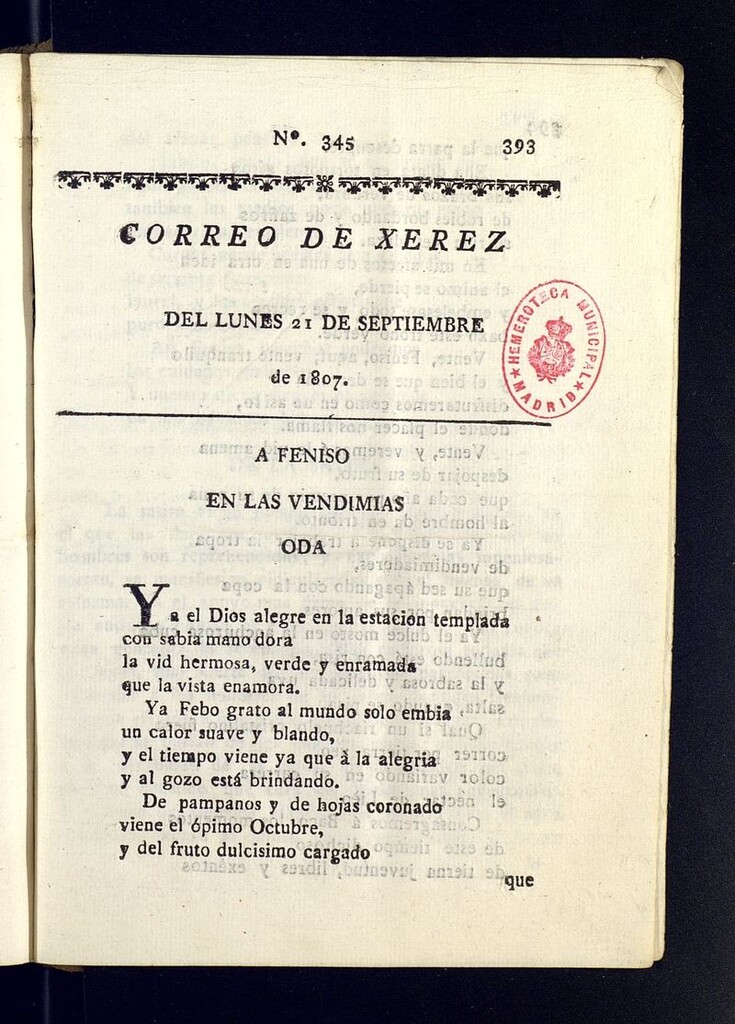 Nº. 345 393
CORREO DE XEREZ
DEL LUNES 21 DE SEPTIEMBRE
de 1807.
HEMEROTECA MUNICIPAL
MADRID
A FENISO
EN LAS VENDIMIAS
ODA
Ya el Dios alegre en la estación templada
con sabia mano dora
la vid hermosa, verde y enramada
que la vista enamora.
Ya Febo grato al mundo solo embia
un calor suave y blando,
y el tiempo viene ya que á la alegria
y al gozo está brindando.
De pampanos y de hojas coronado
viene el ópimo Octubre,
y del fruto dulcisimo cargado
que